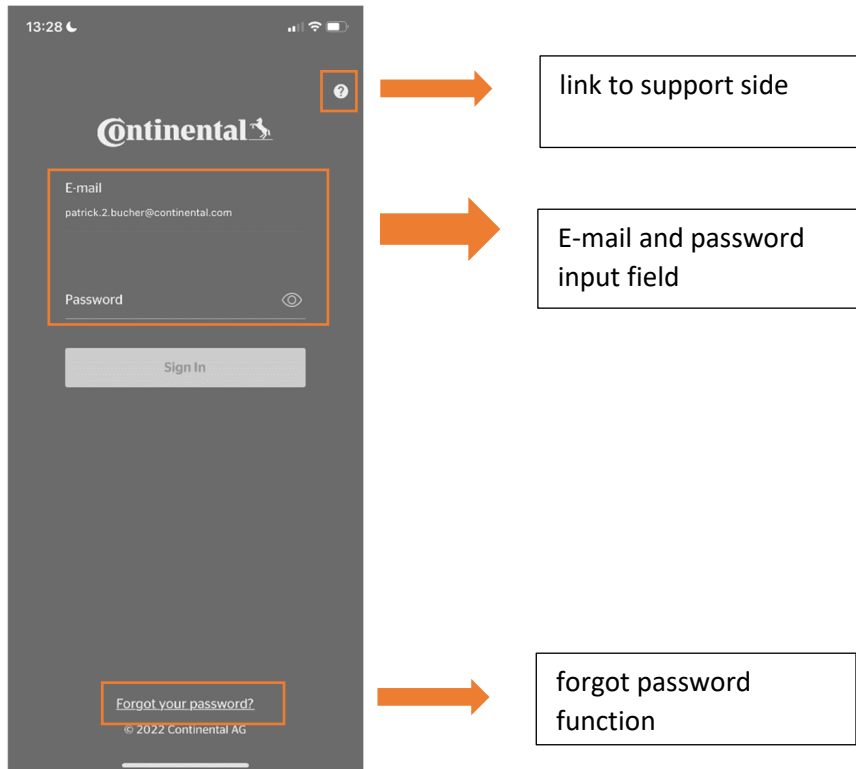 13:28
link to support side
Continental
E-mail
patrick.2.bucher@continental.com
E-mail and password
input field
Password
Sign In
forgot password
function
Forgot your password?
© 2022 Continental AG